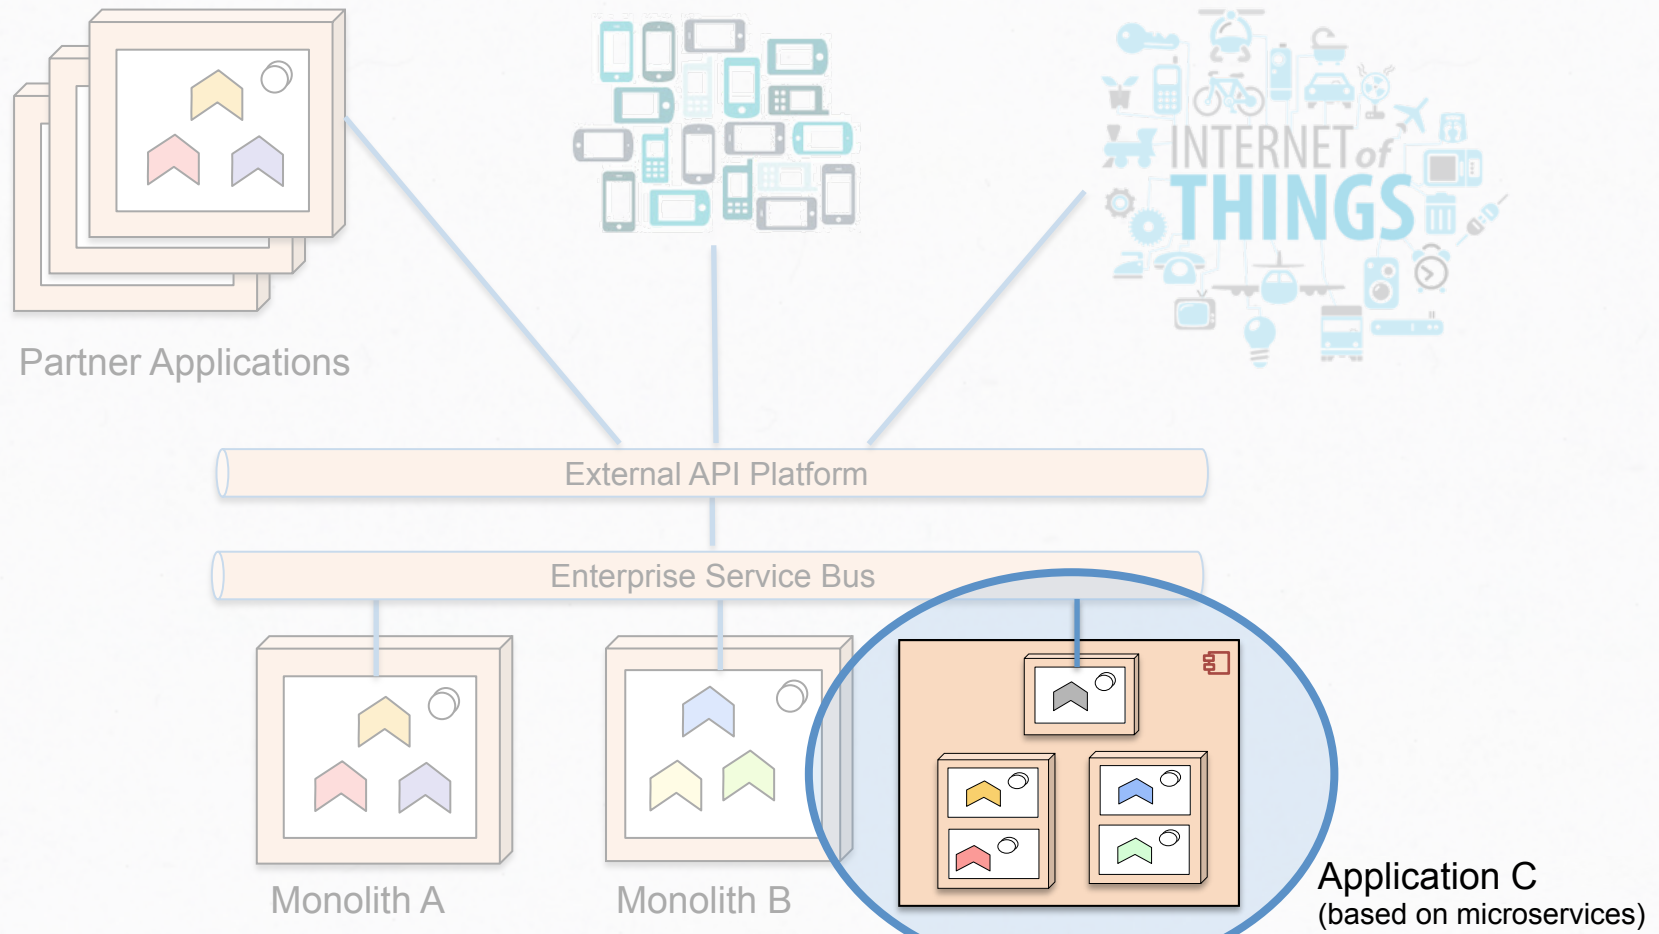 INTERNET of
THINGS
Partner Applications
External API Platform
Enterprise Service Bus
Monolith A
Monolith B
Application C
(based on microservices)